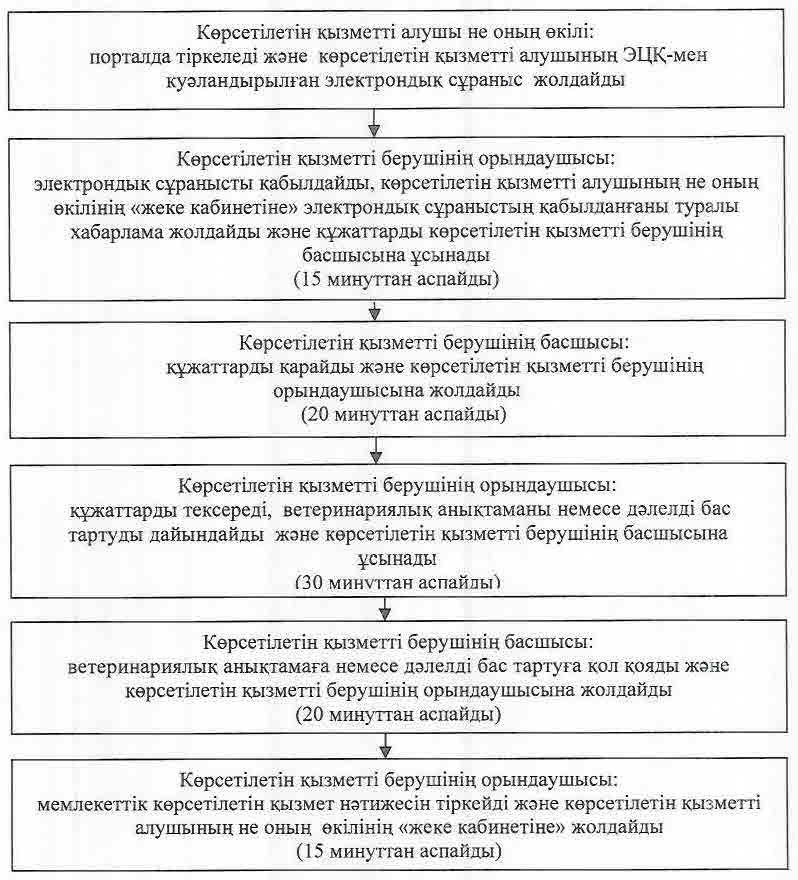 Көрсетілетін қызметті алушы не оның өкілі:
порталда тіркеледі және көрсетілетін қызметті алушының ЭЦҚ-мен
куәландырылған электрондық сұраныс жолдайды
Көрсетілетін қызметті берушінің орындаушысы:
электрондық сұранысты қабылдайды, көрсетілетін қызметті алушының не оның
өкілінің «жеке кабинетіне» электрондық сұраныстың қабылданғаны туралы
хабарлама жолдайды және құжаттарды көрсетілетін қызметті берушінің
басшысына ұсынады
(15 минуттан аспайды)
Көрсетілетін қызметті берушінің басшысы:
құжаттарды қарайды және көрсетілетін қызметті берушінің
орындаушысына жолдайды
(20 минуттан аспайды)
Көрсетілетін қызметті берушінің орындаушысы:
құжаттарды тексереді, ветеринариялық анықтаманы немесе дәлелді бас
тартуды дайындайды және көрсетілетін қызметті берушінің басшысына
ұсынады
(30 минуттан аспайды)
Көрсетілетін қызметті берушінің басшысы:
ветеринариялық анықтамаға немесе дәлелді бас тартуға қол қояды және
көрсетілетін қызметті берушінің орындаушысына жолдайды
(20 минуттан аспайды)
Көрсетілетін қызметті берушінің орындаушысы:
мемлекеттік көрсетілетін қызмет нәтижесін тіркейді және көрсетілетін қызметті
алушының не оның өкілінің «жеке кабинетіне» жолдайды
(15 минуттан аспайды)